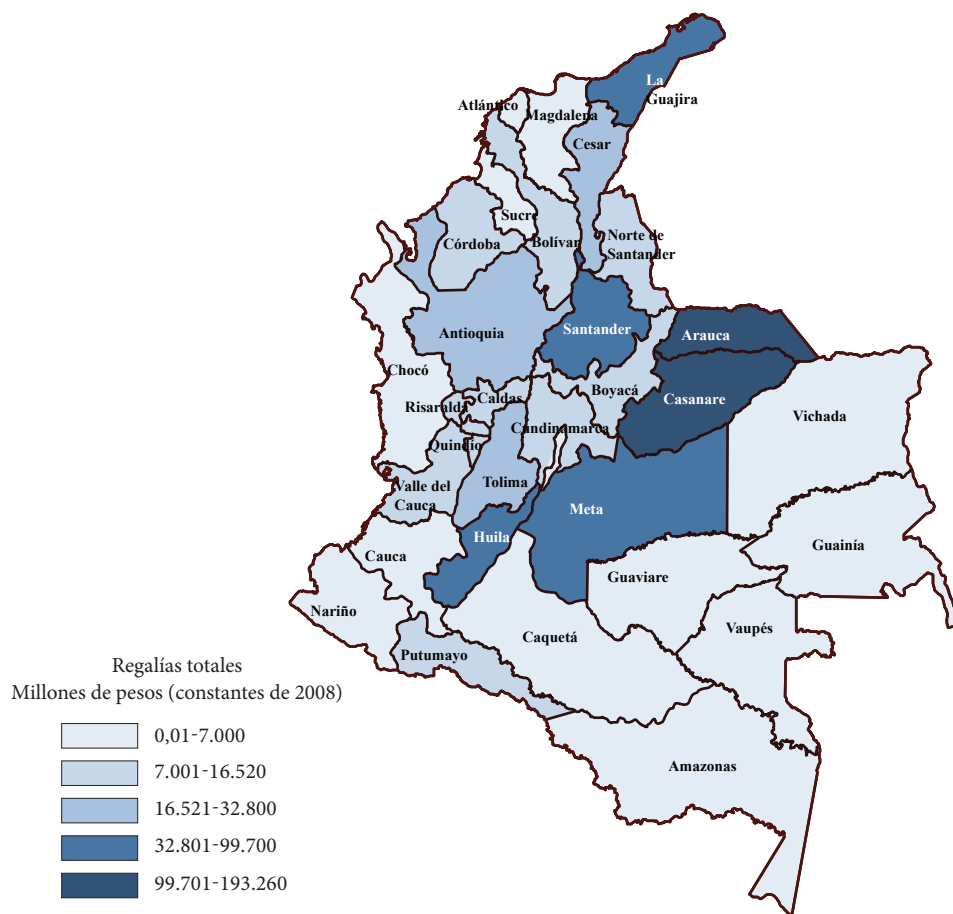 La
Guajira
Atlántico
Magdalena
Cesar
Sucre
Bolívar
Norte de
Santander
Córdoba
Antioquia
Santander
Arauca
Chocó
Boyacá
Casanare
Caldas
Risaralda
Vichada
Cundinamarca
Quindío
Valle del
Cauca
Tolima
Meta
Huila
Guainía
Cauca
Guaviare
Nariño
Caquetá
Vaupés
Putumayo
Amazonas
Regalías totales
Millones de pesos (constantes de 2008)
0,01-7.000
7.001-16.520
16.521-32.800
32.801-99.700
99.701-193.260